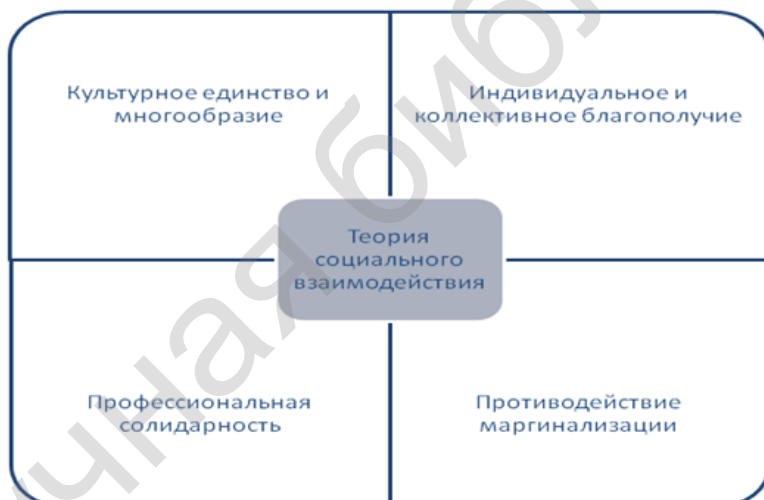 Культурное единство и
многообразие
Индивидуальное и
коллективное благополучие
Теория
социального
взаимодействия
Профессиональная
солидарность
Противодействие
маргинализации